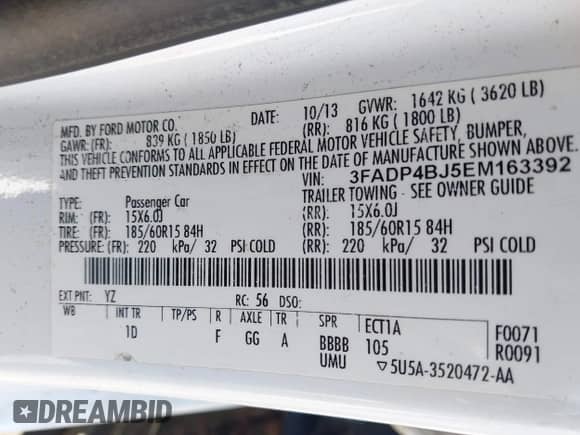 MFD. BY FORD MOTOR CO. DATE: 10/13 GVWR: 1642 KG ( 3620 LB)
GAWR: (FR): 839 KG ( 1850 LB) (RR): 816 KG ( 1800 LB)
THIS VEHICLE CONFORMS TO ALL APPLICABLE FEDERAL MOTOR VEHICLE SAFETY, BUMPER,
AND THEFT PREVENTION STANDARDS IN EFFECT ON THE DATE OF MANUFACTURE SHOWN ABOVE.
VIN: 3FADP4BJ5EM163392
TYPE: Passenger Car TRAILER TOWING - SEE OWNER GUIDE
RIM: (FR): 15X6.0J (RR): 15X6.0J
TIRE: (FR): 185/60R15 84H (RR): 185/60R15 84H
PRESSURE: (FR): 220 kPa/ 32 PSI COLD (RR): 220 kPa/ 32 PSI COLD
EXT PNT: YZ RC: 56 DSO:
WB INT TR TP/PS R AXLE TR SPR ECT1A F0071
1D F GG A BBBB 105 R0091
UMU ▽5U5A-3520472-AA
DREAMBID